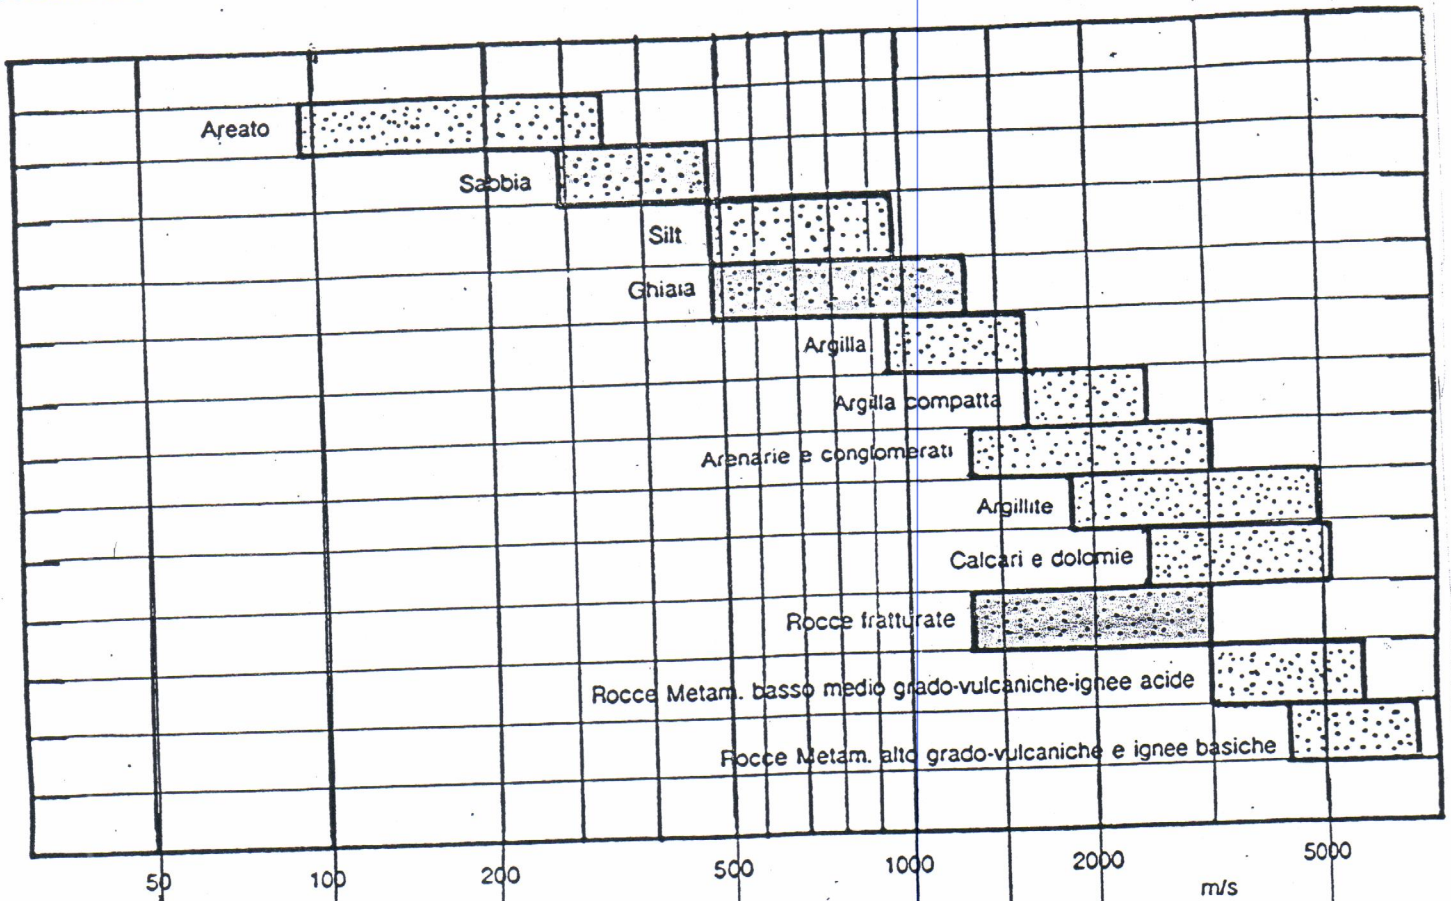 Areato
Sabbia
Silt
Ghiaia
Argilla
Argilla compatta
Arenarie e conglomerati
Argillite
Calcari e dolomie
Rocce fratturate
Rocce Metam. basso medio grado-vulcaniche-ignee acide
Rocce Metam. alto grado-vulcaniche e ignee basiche
50 100 200 500 1000 2000 5000
m/s